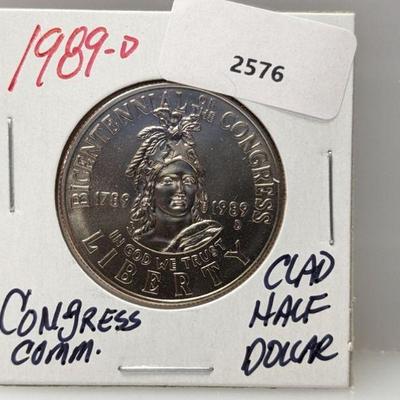 1989-D
2576
BICENTENNIAL OF THE CONGRESS
1789 1989
D
IN GOD WE TRUST
LIBERTY
CONgRESS
COMM.
CLAD
HALF
DOLLAR